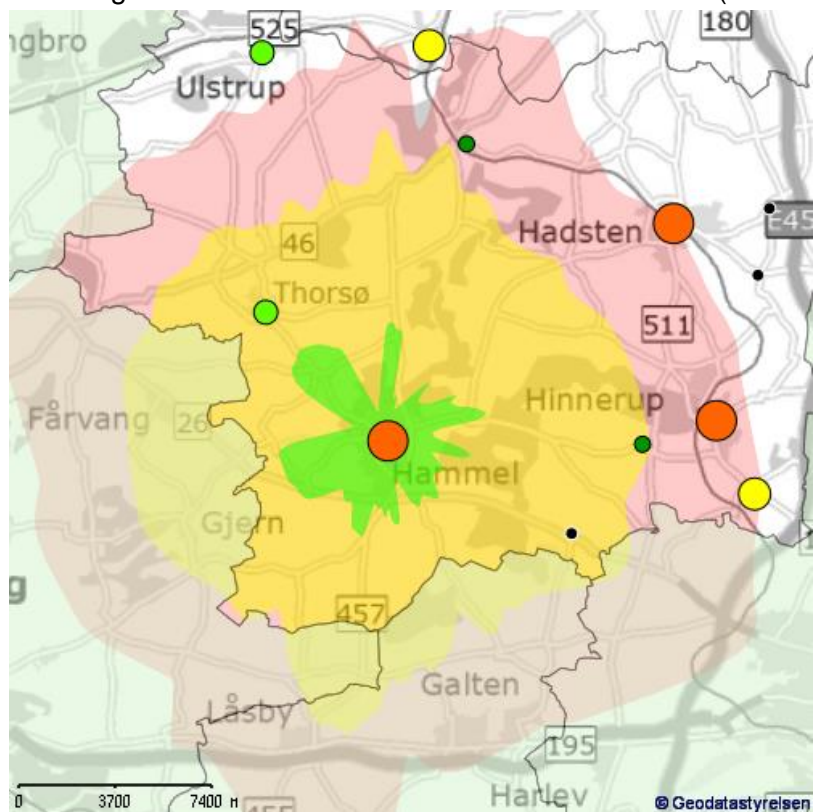 525
180
ngbro
Ulstrup
Hadsten
E45
46
Thorsø
511
Hinnerup
Fårvang
26
Hammel
Gjern
457
Galten
Låsby
195
0 3700 7400 M
Harlev
© Geodatastyrelsen